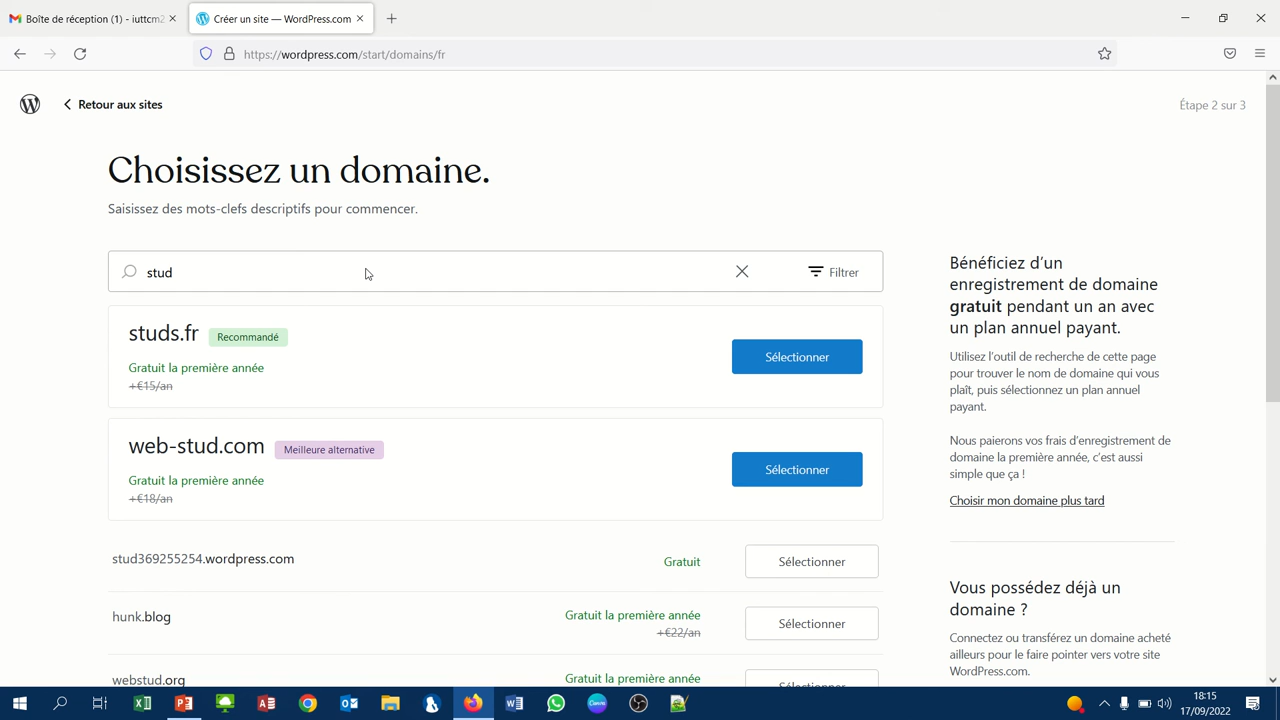 Boîte de réception (1) - iuttcm2
Créer un site — WordPress.com
https://wordpress.com/start/domains/fr
Retour aux sites
Étape 2 sur 3
Choisissez un domaine.
Saisissez des mots-clefs descriptifs pour commencer.
stud
Filtrer
studs.fr
Recommandé
Gratuit la première année
+€15/an
Sélectionner
web-stud.com
Meilleure alternative
Gratuit la première année
+€18/an
Sélectionner
stud369255254.wordpress.com
Gratuit
Sélectionner
hunk.blog
Gratuit la première année
+€22/an
Sélectionner
webstud.org
Gratuit la première année
Sélectionner
Bénéficiez d’un
enregistrement de domaine
gratuit pendant un an avec
un plan annuel payant.
Utilisez l’outil de recherche de cette page
pour trouver le nom de domaine qui vous
plaît, puis sélectionnez un plan annuel
payant.
Nous paierons vos frais d’enregistrement de
domaine la première année, c’est aussi
simple que ça !
Choisir mon domaine plus tard
Vous possédez déjà un
domaine ?
Connectez ou transférez un domaine acheté
ailleurs pour le faire pointer vers votre site
WordPress.com.
18:15
17/09/2022